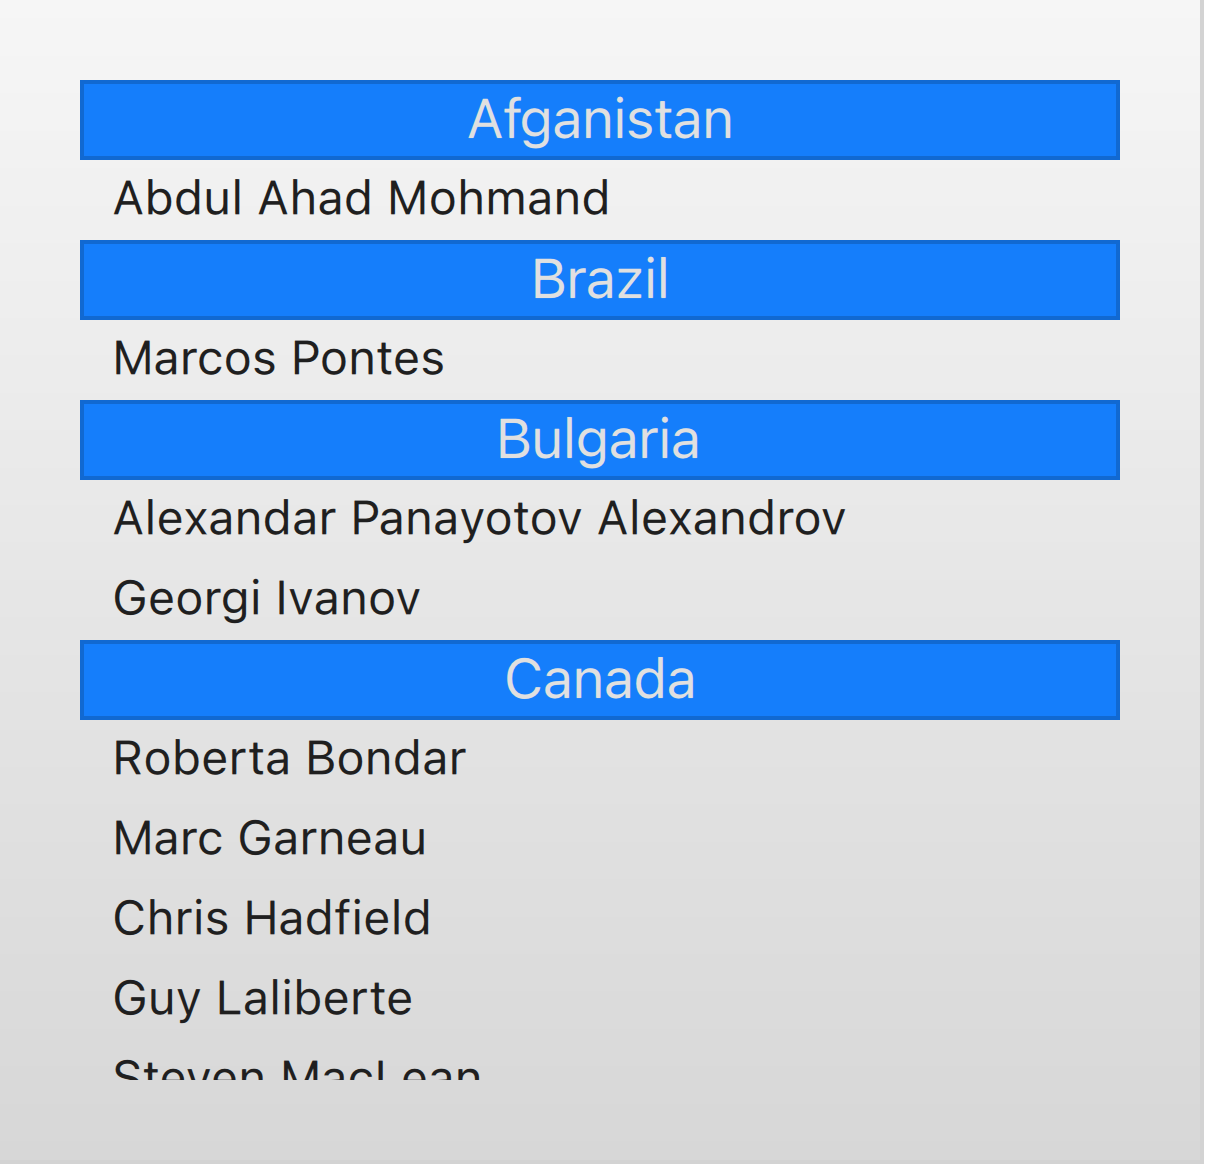 Afganistan
Abdul Ahad Mohmand
Brazil
Marcos Pontes
Bulgaria
Alexandar Panayotov Alexandrov
Georgi Ivanov
Canada
Roberta Bondar
Marc Garneau
Chris Hadfield
Guy Laliberte
Steven MacLean